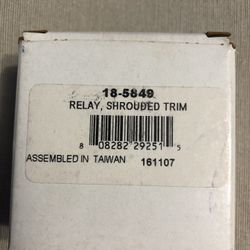 18-5849
RELAY, SHROUDED TRIM
8 08282 29251 5
ASSEMBLED IN TAIWAN 161107